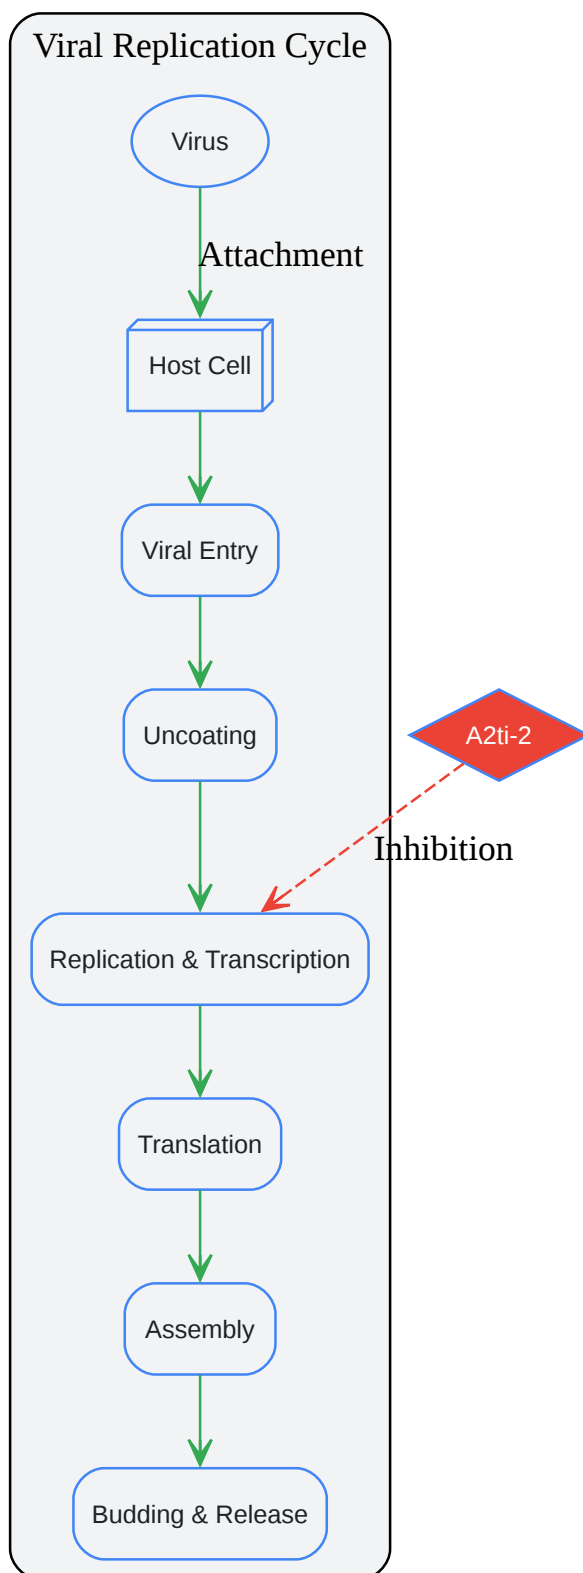 Viral Replication Cycle
Virus
Attachment
Host Cell
Viral Entry
Uncoating
A2ti-2
Inhibition
Replication & Transcription
Translation
Assembly
Budding & Release